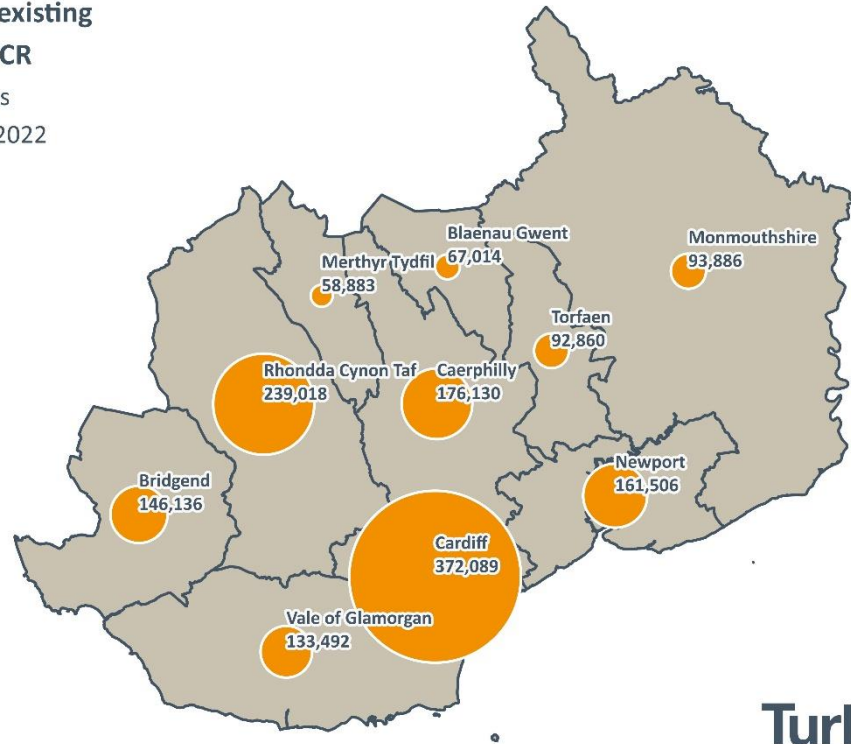 existing
CR
s
2022
Blaenau Gwent
67,014
Monmouthshire
93,886
Merthyr Tydfil
58,883
Torfaen
92,860
Rhondda Cynon Taf
239,018
Caerphilly
176,130
Newport
161,506
Bridgend
146,136
Cardiff
372,089
Vale of Glamorgan
133,492